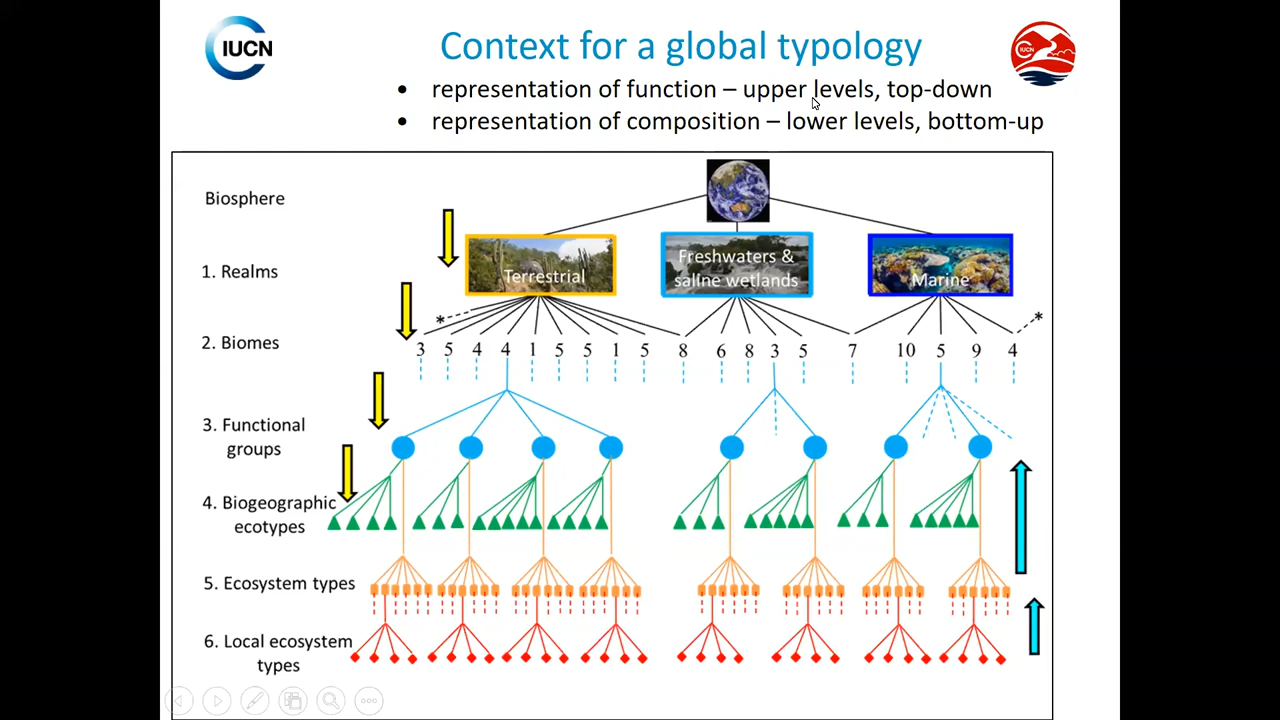 IUCN
Context for a global typology
IUCN
• representation of function – upper levels, top-down
• representation of composition – lower levels, bottom-up
Biosphere
1. Realms
Terrestrial
Freshwaters &
saline wetlands
Marine
* *
2. Biomes
3 5 4 4 1 5 5 1 5 8 6 8 3 5 7 10 5 9 4
3. Functional
groups
4. Biogeographic
ecotypes
5. Ecosystem types
6. Local ecosystem
types